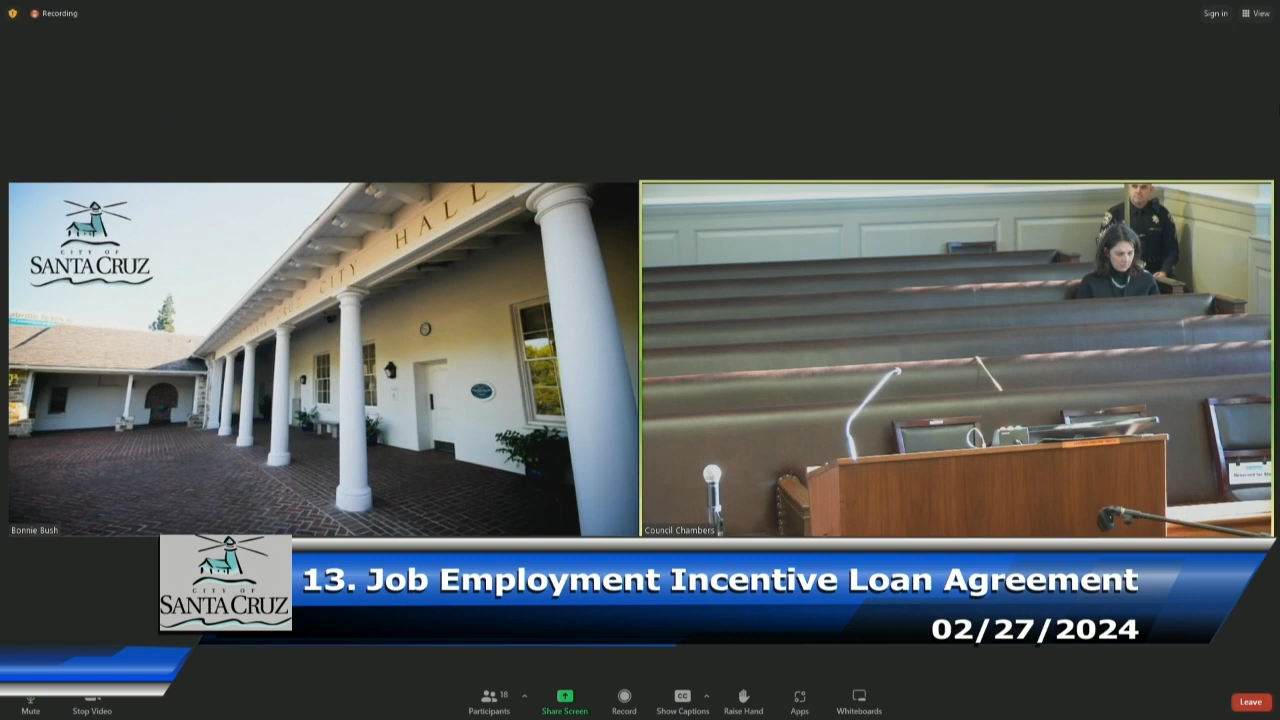 Recording
Sign in
View
CITY OF
SANTA CRUZ
CITY HALL
Bonnie Bush
Council Chambers
CITY OF
SANTA CRUZ
13. Job Employment Incentive Loan Agreement
02/27/2024
Mute
Stop Video
Participants
18
Share Screen
CC
Record
Show Captions
Raise Hand
Apps
Whiteboards
Leave